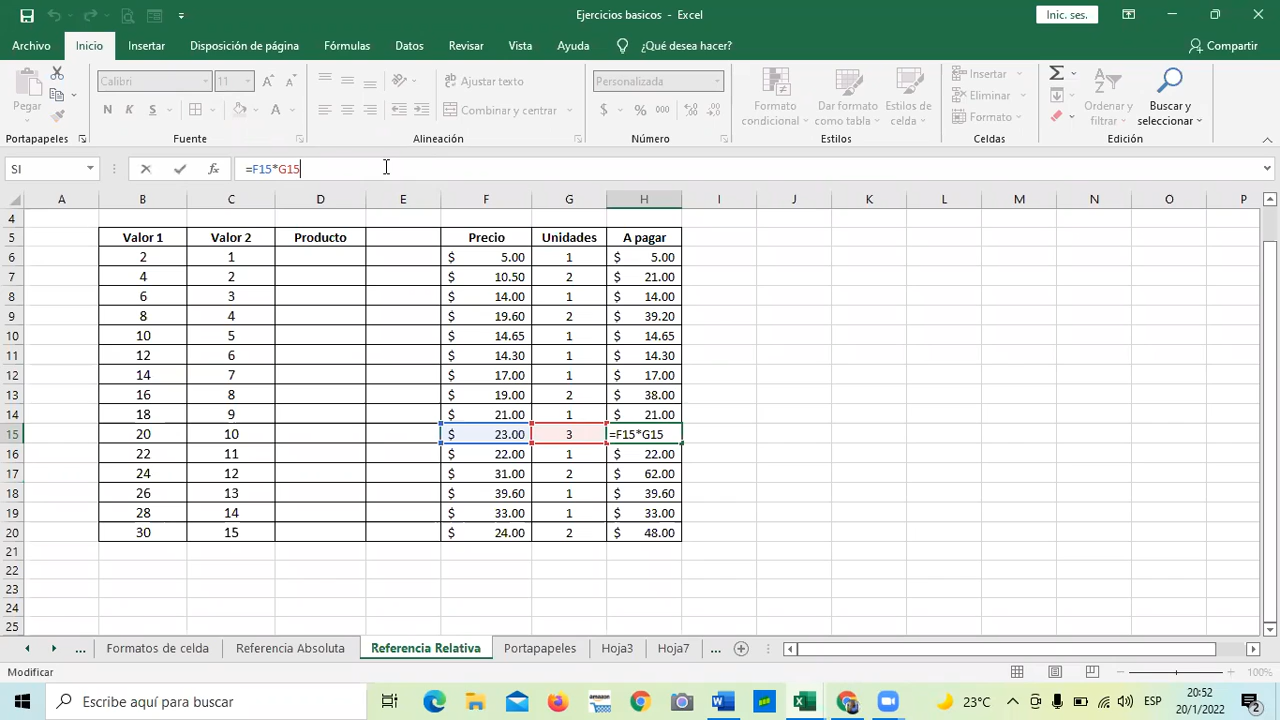 Ejercicios basicos - Excel
Inic. ses.
Archivo Inicio Insertar Disposición de página Fórmulas Datos Revisar Vista Ayuda ¿Qué desea hacer? Compartir
Pegar
Calibri 11
N K S
Ajustar texto
Combinar y centrar
Personalizada
$ % 000
Formato condicional
Dar formato como tabla
Estilos de celda
Insertar
Eliminar
Formato
Ordenar y filtrar
Buscar y seleccionar
Portapapeles Fuente Alineación Número Estilos Celdas Edición
SI fx =F15*G15
A B C D E F G H I J K L M N O P
4
5 Valor 1 Valor 2 Producto Precio Unidades A pagar
6 2 1 $ 5.00 1 $ 5.00
7 4 2 $ 10.50 2 $ 21.00
8 6 3 $ 14.00 1 $ 14.00
9 8 4 $ 19.60 2 $ 39.20
10 10 5 $ 14.65 1 $ 14.65
11 12 6 $ 14.30 1 $ 14.30
12 14 7 $ 17.00 1 $ 17.00
13 16 8 $ 19.00 2 $ 38.00
14 18 9 $ 21.00 1 $ 21.00
15 20 10 $ 23.00 3 =F15*G15
16 22 11 $ 22.00 1 $ 22.00
17 24 12 $ 31.00 2 $ 62.00
18 26 13 $ 39.60 1 $ 39.60
19 28 14 $ 33.00 1 $ 33.00
20 30 15 $ 24.00 2 $ 48.00
21
22
23
24
25
... Formatos de celda Referencia Absoluta Referencia Relativa Portapapeles Hoja3 Hoja7 ...
Modificar 100%
Escribe aquí para buscar 23°C ESP 20:52
20/1/2022 2